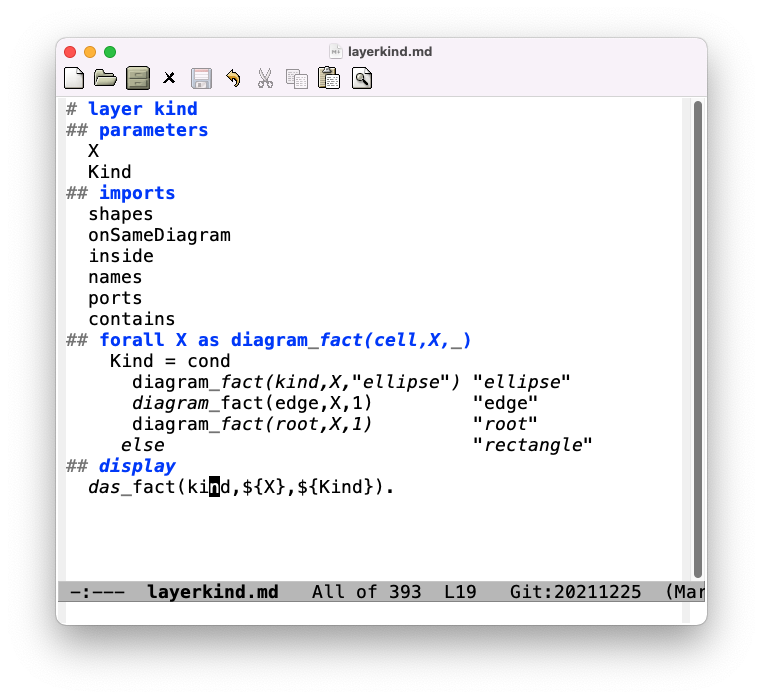 layerkind.md
# layer kind
## parameters
  X
  Kind
## imports
  shapes
  onSameDiagram
  inside
  names
  ports
  contains
## forall X as diagram_fact(cell,X,_)
    Kind = cond
      diagram_fact(kind,X,"ellipse") "ellipse"
      diagram_fact(edge,X,1)         "edge"
      diagram_fact(root,X,1)         "root"
     else                            "rectangle"
## display
  das_fact(kind,${X},${Kind}).
-:---  layerkind.md   All of 393  L19   Git:20211225  (Mar